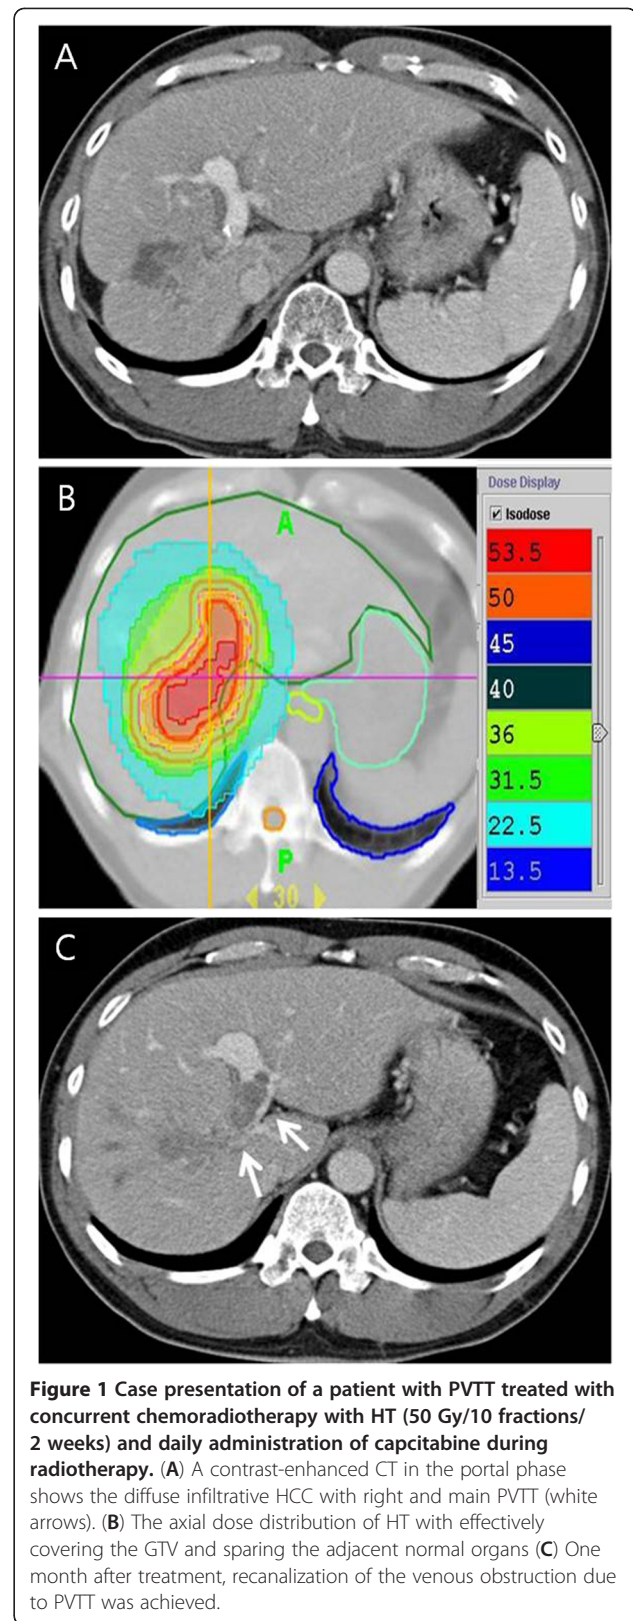 A
B
Dose Display
Isodose
53.5
50
45
40
36
31.5
22.5
13.5
A
P
30
C
Figure 1 Case presentation of a patient with PVTT treated with
concurrent chemoradiotherapy with HT (50 Gy/10 fractions/
2 weeks) and daily administration of capcitabine during
radiotherapy. (A) A contrast-enhanced CT in the portal phase
shows the diffuse infiltrative HCC with right and main PVTT (white
arrows). (B) The axial dose distribution of HT with effectively
covering the GTV and sparing the adjacent normal organs (C) One
month after treatment, recanalization of the venous obstruction due
to PVTT was achieved.